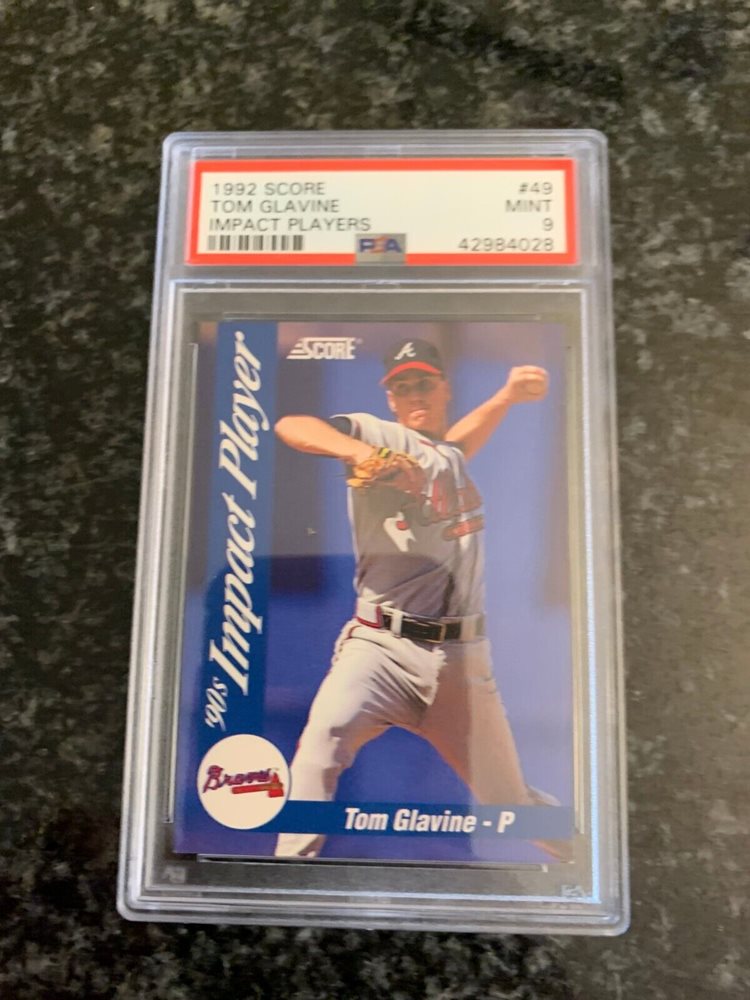 1992 SCORE #49
TOM GLAVINE MINT
IMPACT PLAYERS 9
PSA 42984028
SCORE
'90s Impact Player
A
Braves
Tom Glavine - P